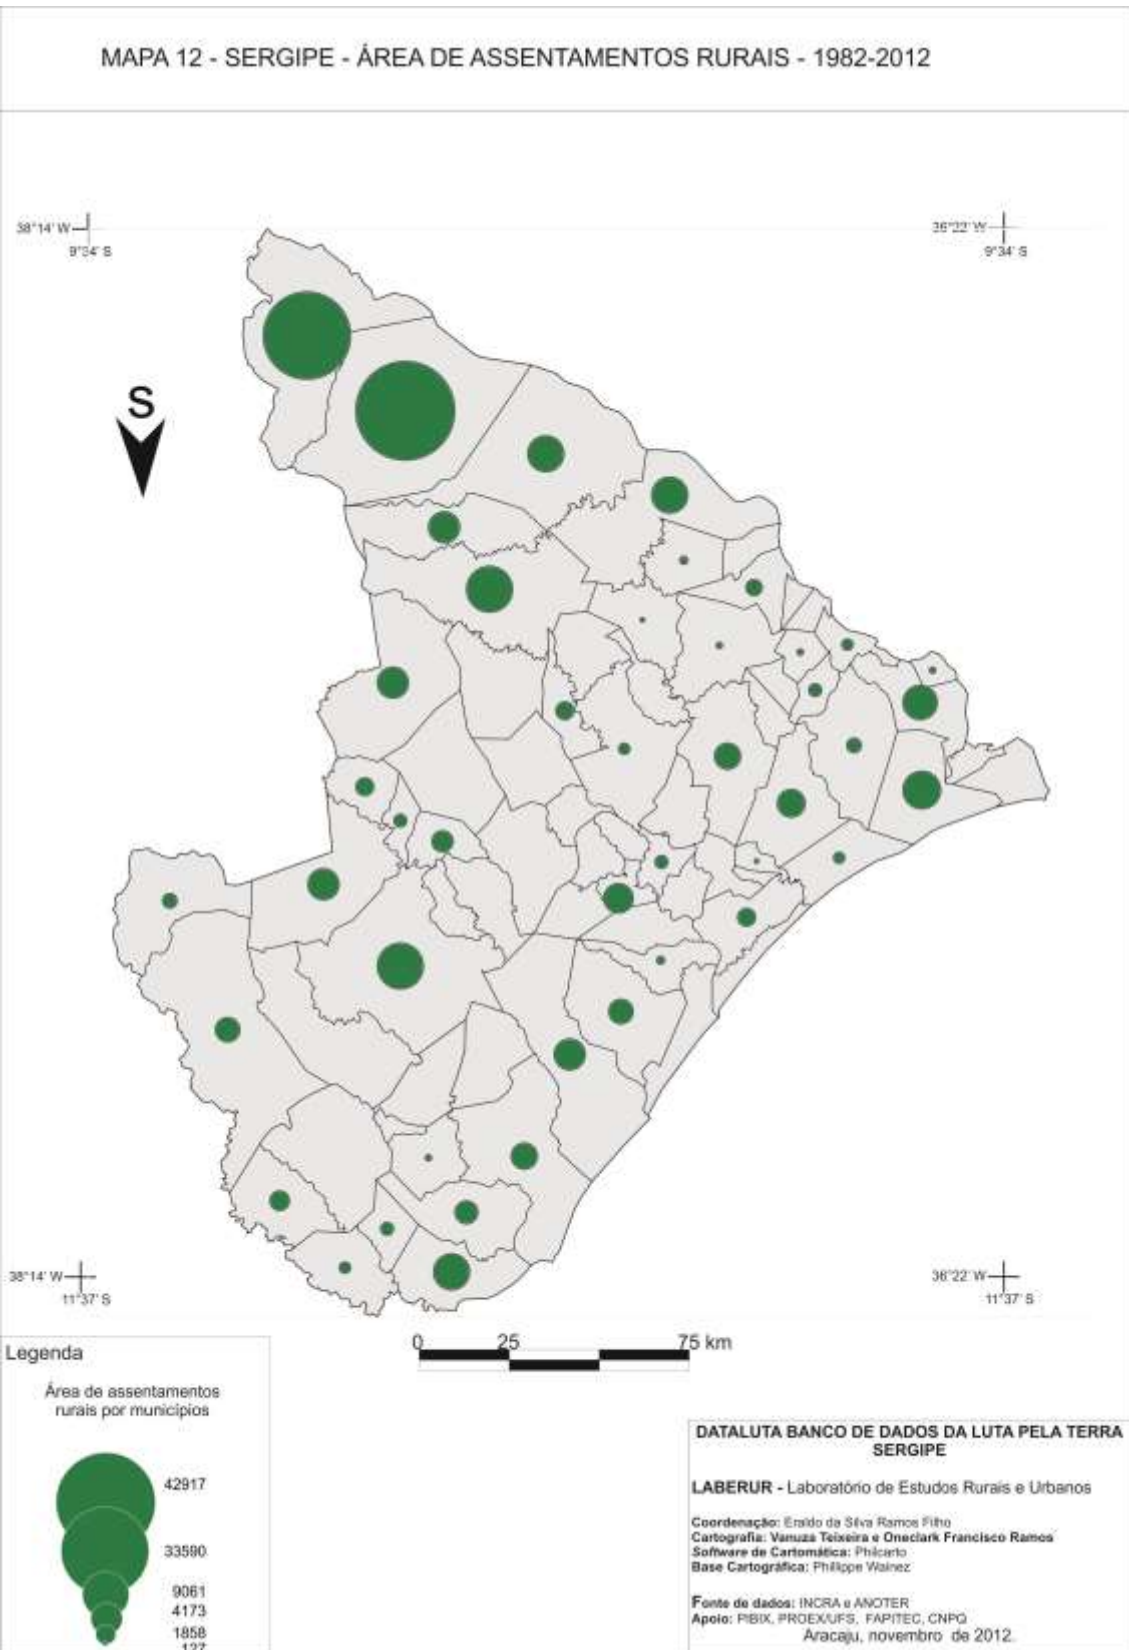 MAPA 12 - SERGIPE - ÁREA DE ASSENTAMENTOS RURAIS - 1982-2012
38°14' W
9°34' S
36°22' W
9°34' S
S
38°14' W
11°37' S
36°22' W
11°37' S
0 25 75 km
Legenda
Área de assentamentos
rurais por municípios
42917
33590
9061
4173
1858
127
DATALUTA BANCO DE DADOS DA LUTA PELA TERRA
SERGIPE
LABERUR - Laboratório de Estudos Rurais e Urbanos
Coordenação: Eraldo da Silva Ramos Filho
Cartografia: Vanuza Teixeira e Oneclark Francisco Ramos
Software de Cartomática: Philcarto
Base Cartográfica: Philippe Wainez
Fonte de dados: INCRA e ANOTER
Apoio: PIBIX, PROEX/UFS, FAPITEC, CNPQ
Aracaju, novembro de 2012.